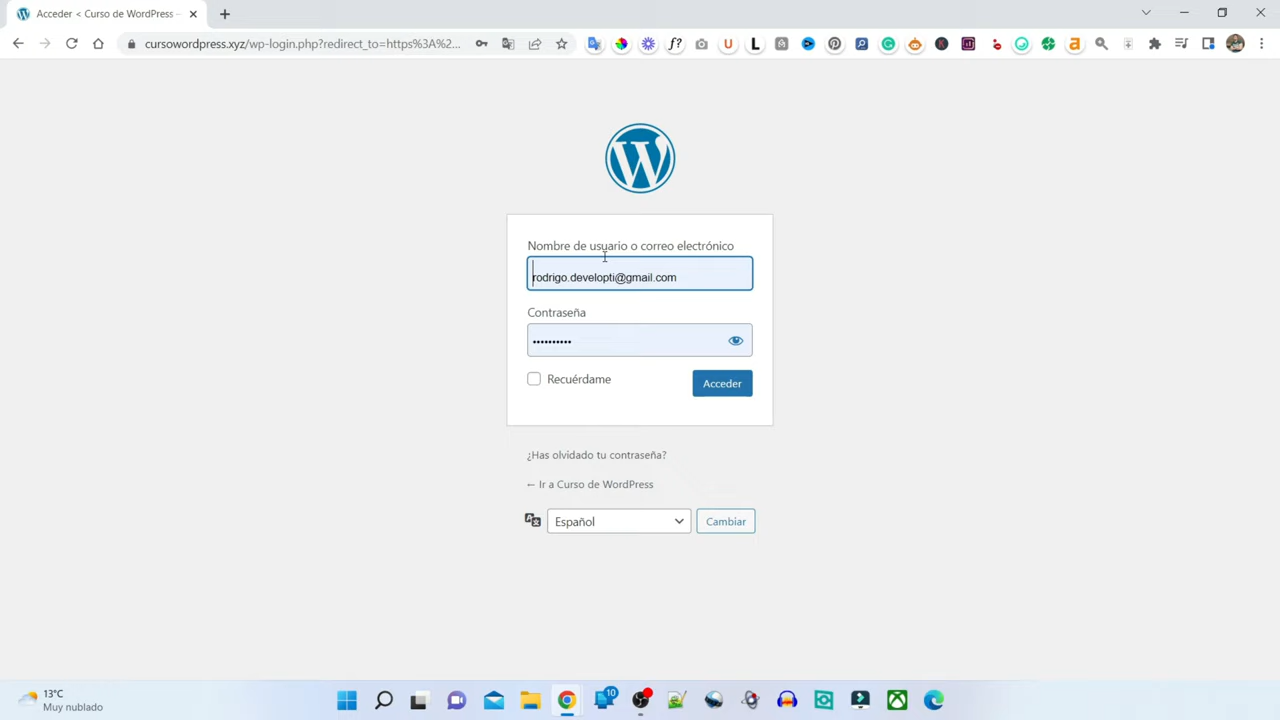 Acceder < Curso de WordPress –
cursowordpress.xyz/wp-login.php?redirect_to=https%3A%2...
Nombre de usuario o correo electrónico
rodrigo.developti@gmail.com
Contraseña
••••••••••
Recuérdame
Acceder
¿Has olvidado tu contraseña?
← Ir a Curso de WordPress
Español
Cambiar
13°C
Muy nublado
10